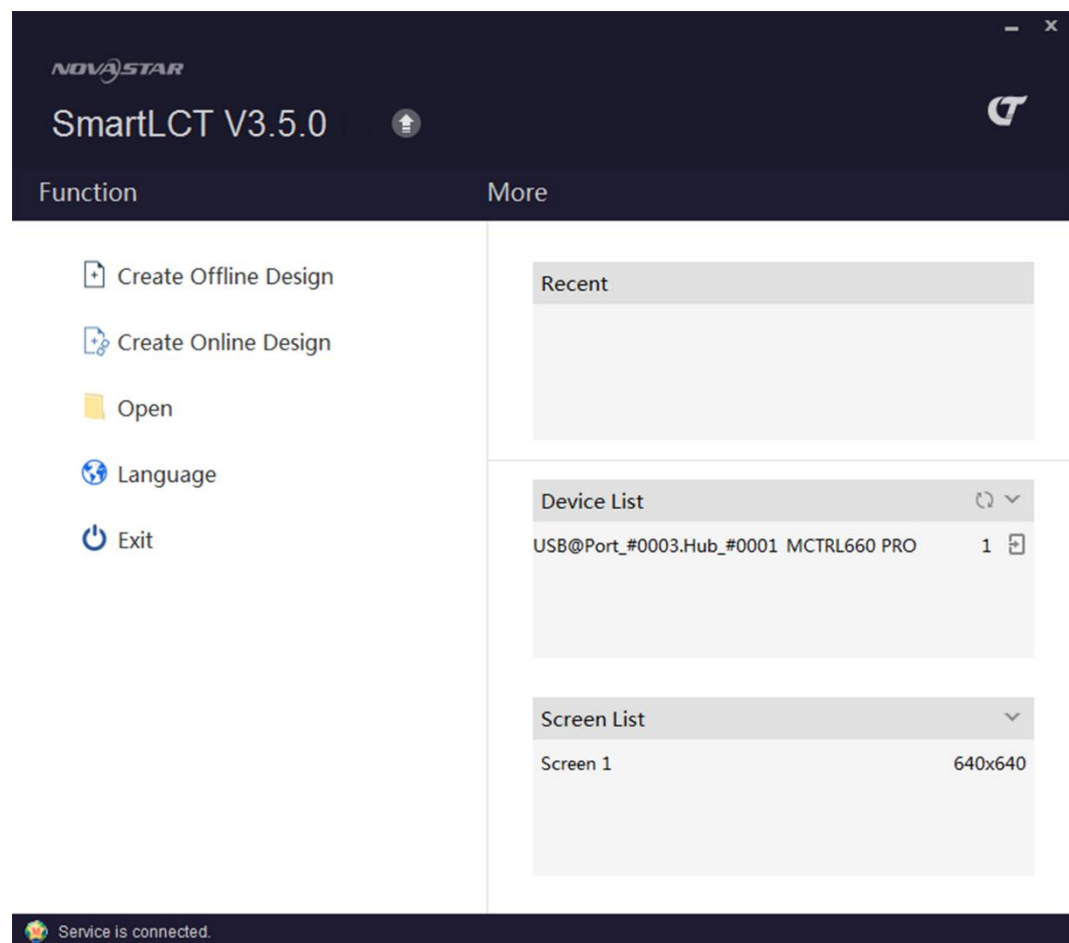 NOVASTAR
SmartLCT V3.5.0
Function
More
Create Offline Design
Create Online Design
Open
Language
Exit
Recent
Device List
USB@Port_#0003.Hub_#0001 MCTRL660 PRO 1
Screen List
Screen 1 640x640
Service is connected.